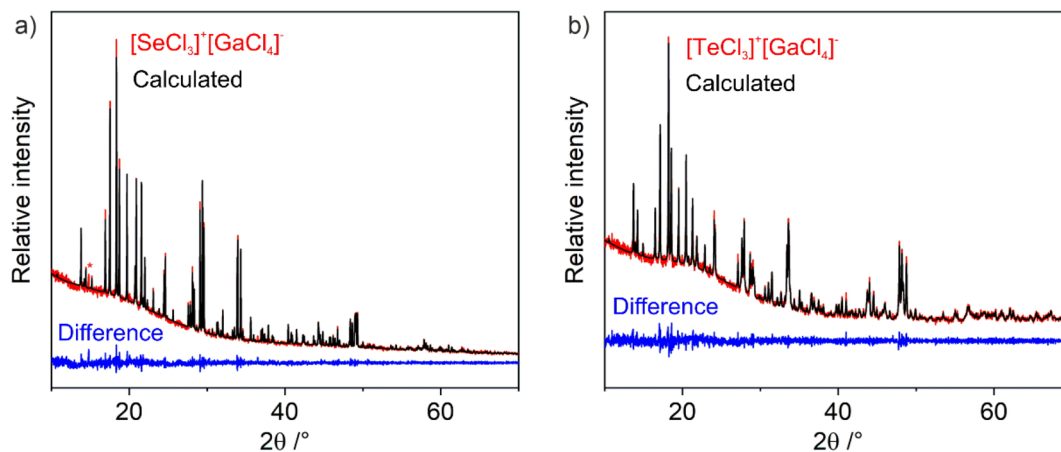 a)
[SeCl₃]⁺[GaCl₄]⁻
Calculated
*
Difference
Relative intensity
20
40
60
2θ /°
b)
[TeCl₃]⁺[GaCl₄]⁻
Calculated
Difference
Relative intensity
20
40
60
2θ /°